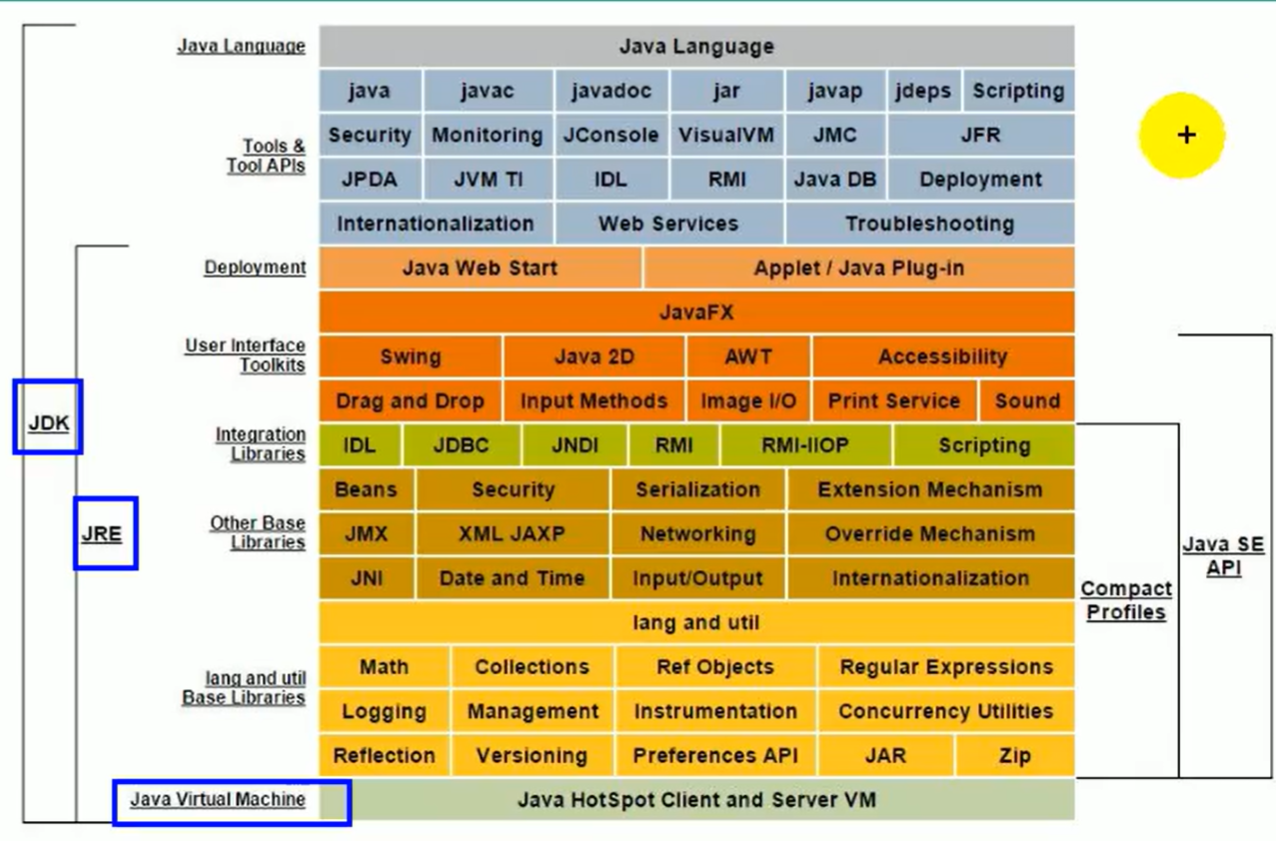 Java Language Java Language
java javac javadoc jar javap jdeps Scripting
Tools &
Tool APIs
Security Monitoring JConsole VisualVM JMC JFR
JPDA JVM TI IDL RMI Java DB Deployment
Internationalization Web Services Troubleshooting
Deployment Java Web Start Applet / Java Plug-in
JavaFX
User Interface
Toolkits
Swing Java 2D AWT Accessibility
Drag and Drop Input Methods Image I/O Print Service Sound
JDK
Integration
Libraries
IDL JDBC JNDI RMI RMI-IIOP Scripting
Beans Security Serialization Extension Mechanism
JRE
Other Base
Libraries
JMX XML JAXP Networking Override Mechanism
JNI Date and Time Input/Output Internationalization
Java SE
API
Compact
Profiles
lang and util
lang and util
Base Libraries
Math Collections Ref Objects Regular Expressions
Logging Management Instrumentation Concurrency Utilities
Reflection Versioning Preferences API JAR Zip
Java Virtual Machine Java HotSpot Client and Server VM